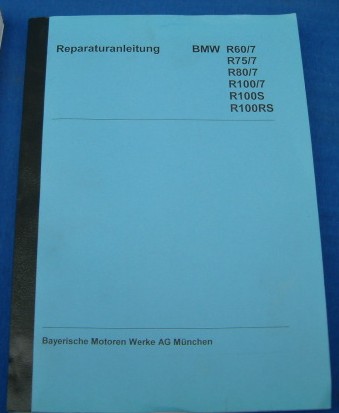 Reparaturanleitung BMW R60/7
R75/7
R80/7
R100/7
R100S
R100RS
Bayerische Motoren Werke AG München